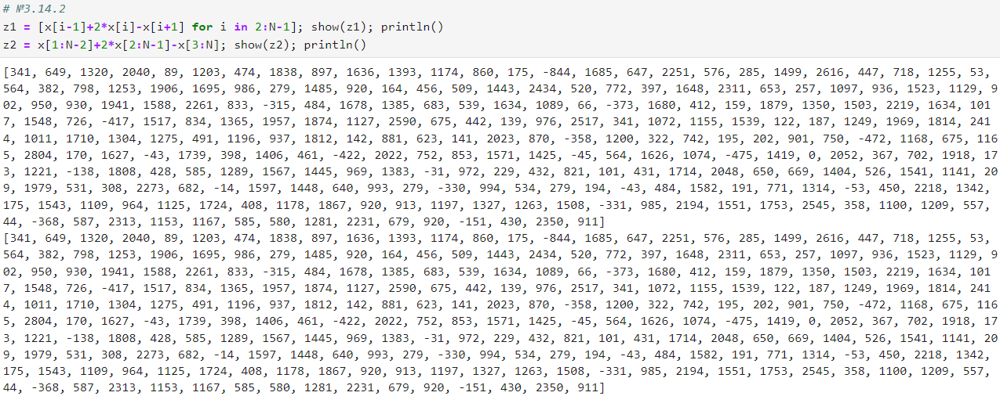 # №3.14.2
z1 = [x[i-1]+2*x[i]-x[i+1] for i in 2:N-1]; show(z1); println()
z2 = x[1:N-2]+2*x[2:N-1]-x[3:N]; show(z2); println()
[341, 649, 1320, 2040, 89, 1203, 474, 1838, 897, 1636, 1393, 1174, 860, 175, -844, 1685, 647, 2251, 576, 285, 1499, 2616, 447, 718, 1255, 53,
564, 382, 798, 1253, 1906, 1695, 986, 279, 1485, 920, 164, 456, 509, 1443, 2434, 520, 772, 397, 1648, 2311, 653, 257, 1097, 936, 1523, 1129, 9
02, 950, 930, 1941, 1588, 2261, 833, -315, 484, 1678, 1385, 683, 539, 1634, 1089, 66, -373, 1680, 412, 159, 1879, 1350, 1503, 2219, 1634, 101
7, 1548, 726, -417, 1517, 834, 1365, 1957, 1874, 1127, 2590, 675, 442, 139, 976, 2517, 341, 1072, 1155, 1539, 122, 187, 1249, 1969, 1814, 241
4, 1011, 1710, 1304, 1275, 491, 1196, 937, 1812, 142, 881, 623, 141, 2023, 870, -358, 1200, 322, 742, 195, 202, 901, 750, -472, 1168, 675, 116
5, 2804, 170, 1627, -43, 1739, 398, 1406, 461, -422, 2022, 752, 853, 1571, 1425, -45, 564, 1626, 1074, -475, 1419, 0, 2052, 367, 702, 1918, 17
3, 1221, -138, 1808, 428, 585, 1289, 1567, 1445, 969, 1383, -31, 972, 229, 432, 821, 101, 431, 1714, 2048, 650, 669, 1404, 526, 1541, 1141, 20
9, 1979, 531, 308, 2273, 682, -14, 1597, 1448, 640, 993, 279, -330, 994, 534, 279, 194, -43, 484, 1582, 191, 771, 1314, -53, 450, 2218, 1342,
175, 1543, 1109, 964, 1125, 1724, 408, 1178, 1867, 920, 913, 1197, 1327, 1263, 1508, -331, 985, 2194, 1551, 1753, 2545, 358, 1100, 1209, 557,
44, -368, 587, 2313, 1153, 1167, 585, 580, 1281, 2231, 679, 920, -151, 430, 2350, 911]
[341, 649, 1320, 2040, 89, 1203, 474, 1838, 897, 1636, 1393, 1174, 860, 175, -844, 1685, 647, 2251, 576, 285, 1499, 2616, 447, 718, 1255, 53,
564, 382, 798, 1253, 1906, 1695, 986, 279, 1485, 920, 164, 456, 509, 1443, 2434, 520, 772, 397, 1648, 2311, 653, 257, 1097, 936, 1523, 1129, 9
02, 950, 930, 1941, 1588, 2261, 833, -315, 484, 1678, 1385, 683, 539, 1634, 1089, 66, -373, 1680, 412, 159, 1879, 1350, 1503, 2219, 1634, 101
7, 1548, 726, -417, 1517, 834, 1365, 1957, 1874, 1127, 2590, 675, 442, 139, 976, 2517, 341, 1072, 1155, 1539, 122, 187, 1249, 1969, 1814, 241
4, 1011, 1710, 1304, 1275, 491, 1196, 937, 1812, 142, 881, 623, 141, 2023, 870, -358, 1200, 322, 742, 195, 202, 901, 750, -472, 1168, 675, 116
5, 2804, 170, 1627, -43, 1739, 398, 1406, 461, -422, 2022, 752, 853, 1571, 1425, -45, 564, 1626, 1074, -475, 1419, 0, 2052, 367, 702, 1918, 17
3, 1221, -138, 1808, 428, 585, 1289, 1567, 1445, 969, 1383, -31, 972, 229, 432, 821, 101, 431, 1714, 2048, 650, 669, 1404, 526, 1541, 1141, 20
9, 1979, 531, 308, 2273, 682, -14, 1597, 1448, 640, 993, 279, -330, 994, 534, 279, 194, -43, 484, 1582, 191, 771, 1314, -53, 450, 2218, 1342,
175, 1543, 1109, 964, 1125, 1724, 408, 1178, 1867, 920, 913, 1197, 1327, 1263, 1508, -331, 985, 2194, 1551, 1753, 2545, 358, 1100, 1209, 557,
44, -368, 587, 2313, 1153, 1167, 585, 580, 1281, 2231, 679, 920, -151, 430, 2350, 911]